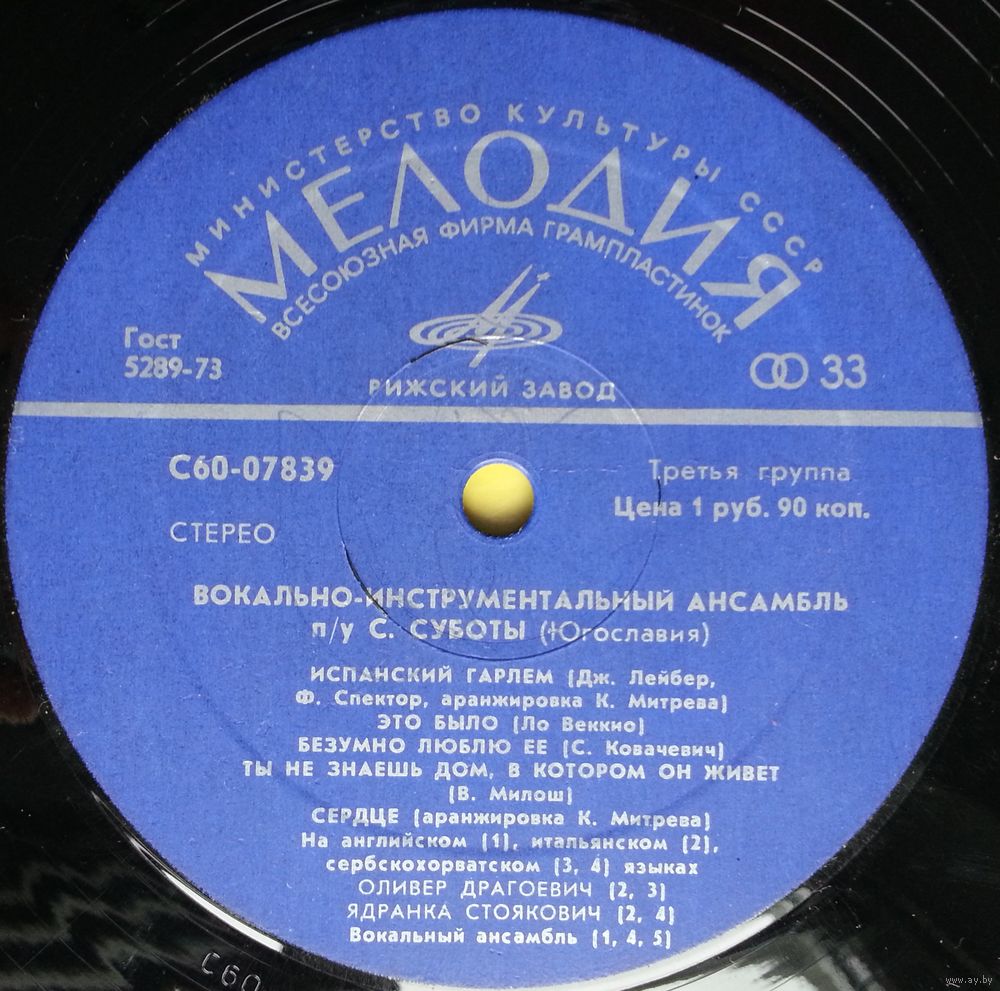 МИНИСТЕРСТВО КУЛЬТУРЫ СССР
МЕЛОДИЯ
ВСЕСОЮЗНАЯ ФИРМА ГРАМПЛАСТИНОК
Гост
5289-73
РИЖСКИЙ ЗАВОД
33
С60-07839
Третья группа
Цена 1 руб. 90 коп.
СТЕРЕО
ВОКАЛЬНО-ИНСТРУМЕНТАЛЬНЫЙ АНСАМБЛЬ
п/у С. СУБОТЫ (Югославия)
ИСПАНСКИЙ ГАРЛЕМ (Дж. Лейбер,
Ф. Спектор, аранжировка К. Митрева)
ЭТО БЫЛО (Ло Веккио)
БЕЗУМНО ЛЮБЛЮ ЕЕ (С. Ковачевич)
ТЫ НЕ ЗНАЕШЬ ДОМ, В КОТОРОМ ОН ЖИВЕТ
(В. Милош)
СЕРДЦЕ (аранжировка К. Митрева)
На английском (1), итальянском (2),
сербскохорватском (3, 4) языках
ОЛИВЕР ДРАГОЕВИЧ (2, 3)
ЯДРАНКА СТОЯКОВИЧ (2, 4)
Вокальный ансамбль (1, 4, 5)
С60
www.ay.by